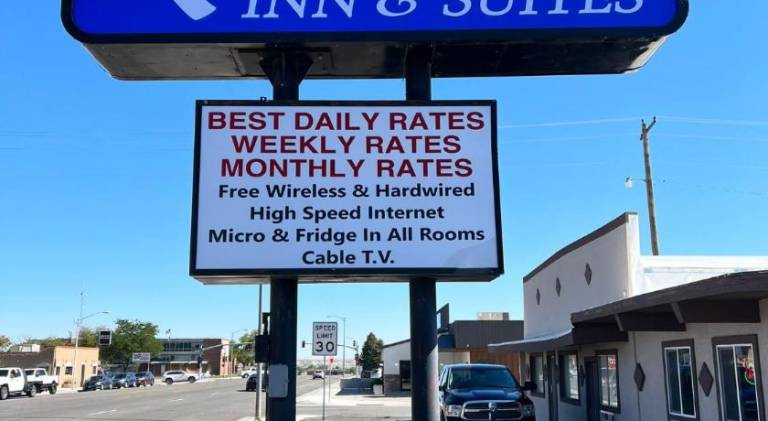 INN & SUITES
BEST DAILY RATES
WEEKLY RATES
MONTHLY RATES
Free Wireless & Hardwired
High Speed Internet
Micro & Fridge In All Rooms
Cable T.V.
SPEED
LIMIT
30